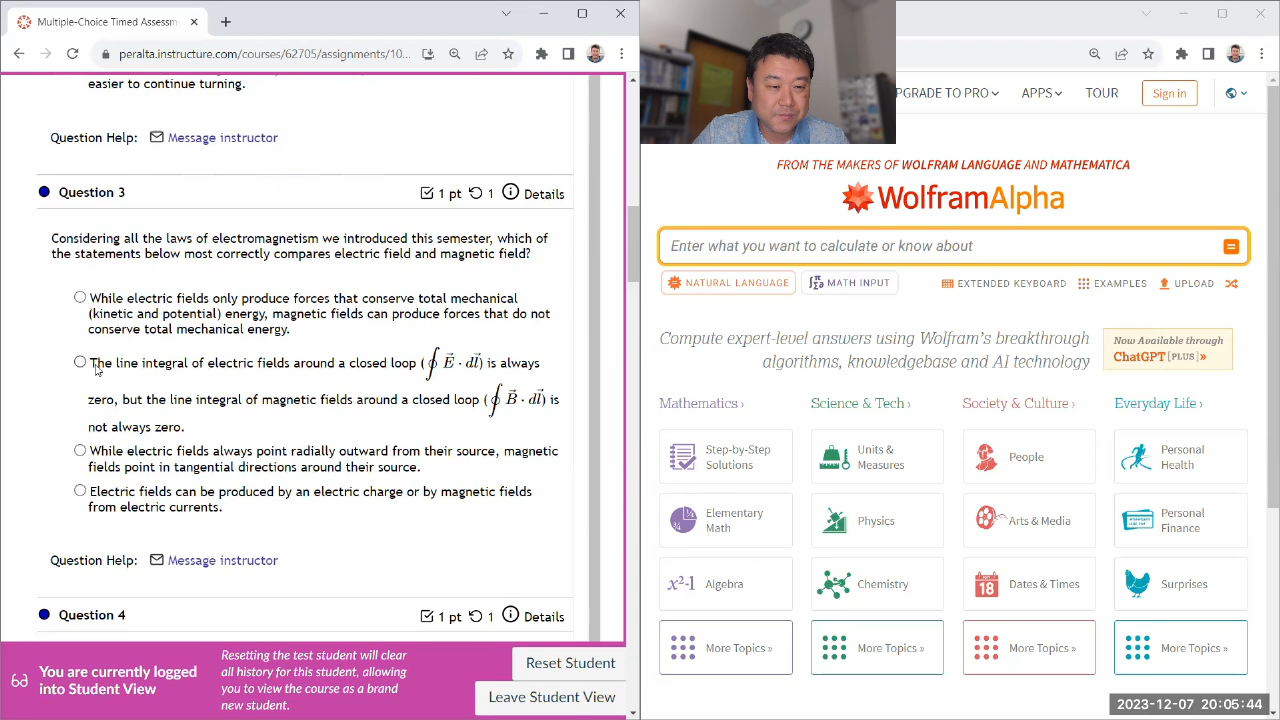 Multiple-Choice Timed Assessm
peralta.instructure.com/courses/62705/assignments/10...
easier to continue turning.
Question Help: Message instructor
Question 3
1 pt 1 Details
Considering all the laws of electromagnetism we introduced this semester, which of
the statements below most correctly compares electric field and magnetic field?
While electric fields only produce forces that conserve total mechanical
(kinetic and potential) energy, magnetic fields can produce forces that do not
conserve total mechanical energy.
The line integral of electric fields around a closed loop (∮ E⃗ · dl⃗) is always
zero, but the line integral of magnetic fields around a closed loop (∮ B⃗ · dl⃗) is
not always zero.
While electric fields always point radially outward from their source, magnetic
fields point in tangential directions around their source.
Electric fields can be produced by an electric charge or by magnetic fields
from electric currents.
Question Help: Message instructor
Question 4
1 pt 1 Details
You are currently logged
into Student View
Resetting the test student will clear
all history for this student, allowing
you to view the course as a brand
new student.
Reset Student
Leave Student View
PGRADE TO PRO
APPS
TOUR
Sign in
FROM THE MAKERS OF WOLFRAM LANGUAGE AND MATHEMATICA
WolframAlpha
Enter what you want to calculate or know about
NATURAL LANGUAGE
MATH INPUT
EXTENDED KEYBOARD
EXAMPLES
UPLOAD
Compute expert-level answers using Wolfram's breakthrough
algorithms, knowledgebase and AI technology
Now Available through
ChatGPT [PLUS] »
Mathematics ›
Science & Tech ›
Society & Culture ›
Everyday Life ›
Step-by-Step
Solutions
Units &
Measures
People
Personal
Health
Elementary
Math
Physics
Arts & Media
Personal
Finance
x²-1 Algebra
Chemistry
18 Dates & Times
Surprises
More Topics »
More Topics »
More Topics »
More Topics »
2023-12-07 20:05:44